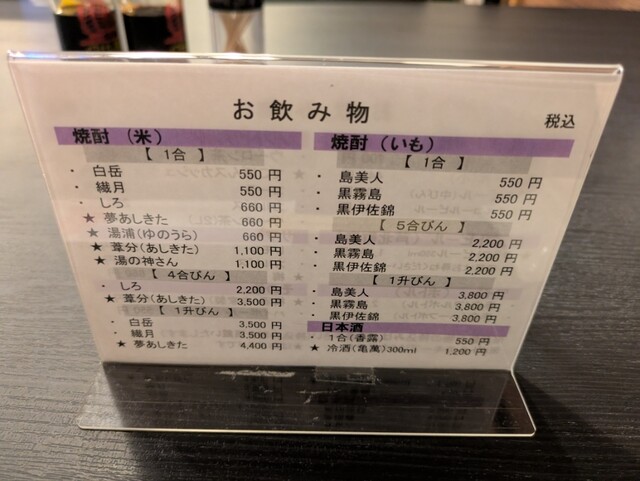 お飲み物
税込
焼酎（米）
【 1合 】
・ 白岳 550 円
・ 繊月 550 円
・ しろ 660 円
★ 夢あしきた 660 円
★ 湯浦（ゆのうら） 660 円
★ 葦分（あしきた） 1,100 円
★ 湯の神さん 1,100 円
【 4合びん 】
・ しろ 2,200 円
★ 葦分（あしきた） 3,500 円
【 1升びん 】
・ 白岳 3,500 円
・ 繊月 3,500 円
★ 夢あしきた 4,400 円
焼酎（いも）
【 1合 】
・ 島美人 550 円
・ 黒霧島 550 円
・ 黒伊佐錦 550 円
【 5合びん 】
・ 島美人 2,200 円
・ 黒霧島 2,200 円
・ 黒伊佐錦 2,200 円
【 1升びん 】
・ 島美人 3,800 円
・ 黒霧島 3,800 円
・ 黒伊佐錦 3,800 円
日本酒
・ 1合（香露） 550 円
★ 冷酒（亀萬）300ml 1,200 円